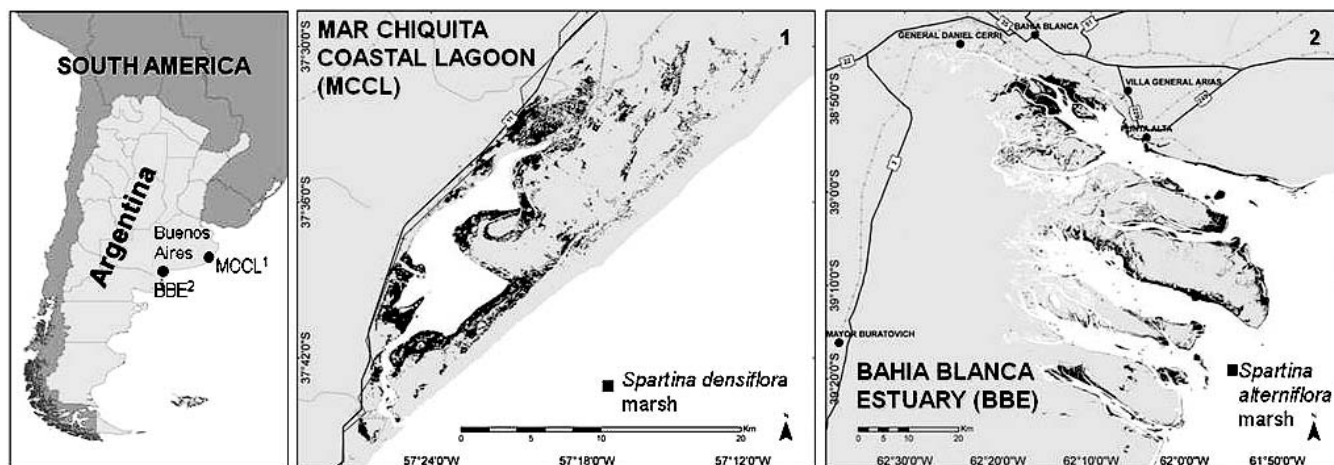 SOUTH AMERICA
Argentina
Buenos
Aires
MCCL1
BBE2
MAR CHIQUITA
COASTAL LAGOON
(MCCL)
1
37°30'0"S
37°36'0"S
37°42'0"S
Spartina densiflora
marsh
0 5 10 20 Km
N
57°24'0"W 57°18'0"W 57°12'0"W
BAHIA BLANCA
2
GENERAL DANIEL CERRI
22
VILLA GENERAL ARIAS
PUNTA ALTA
3
38°50'0"S
39°0'0"S
39°10'0"S
39°20'0"S
MAYOR BURATOVICH
BAHIA BLANCA
ESTUARY (BBE)
Spartina
alterniflora
marsh
0 5 10 20 Km
N
62°30'0"W 62°20'0"W 62°10'0"W 62°0'0"W 61°50'0"W